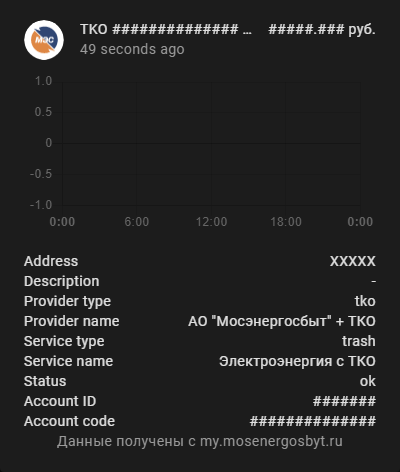 МЭС
ТКО ############## ... #####.### руб.
49 seconds ago
1.0
0.5
0
-0.5
-1.0
0:00 6:00 12:00 18:00 0:00
Address XXXXX
Description -
Provider type tko
Provider name АО "Мосэнергосбыт" + ТКО
Service type trash
Service name Электроэнергия с ТКО
Status ok
Account ID #######
Account code ##############
Данные получены с my.mosenergosbyt.ru